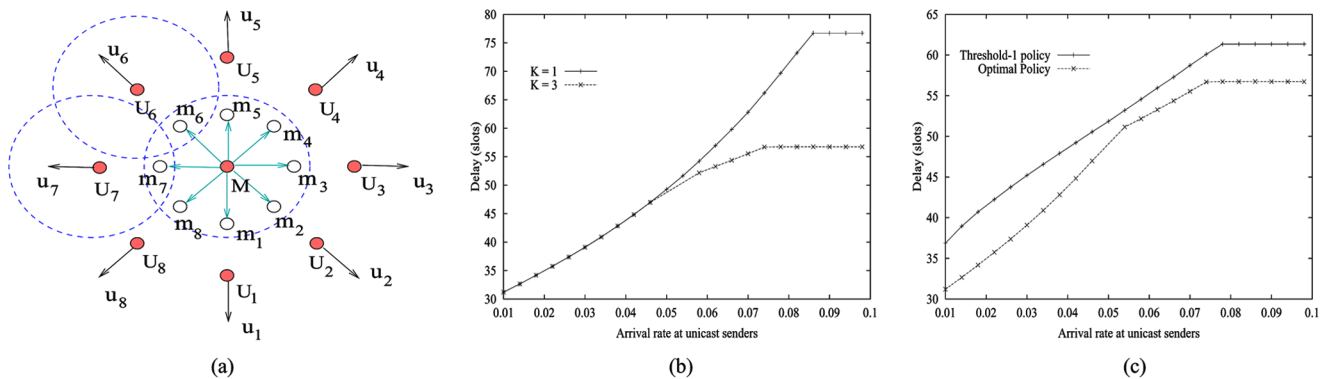 u5
u6
u4
U5
U6
U4
m6
m5
m4
u7
U7
m7
M
m3
U3
u3
m8
m1
m2
U8
U2
u8
U1
u2
u1
(a)
80
75
70
65
60
55
50
45
40
35
30
Delay (slots)
K = 1
K = 3
0.01 0.02 0.03 0.04 0.05 0.06 0.07 0.08 0.09 0.1
Arrival rate at unicast senders
(b)
65
60
55
50
45
40
35
30
Delay (slots)
Threshold-1 policy
Optimal Policy
0.01 0.02 0.03 0.04 0.05 0.06 0.07 0.08 0.09 0.1
Arrival rate at unicast senders
(c)